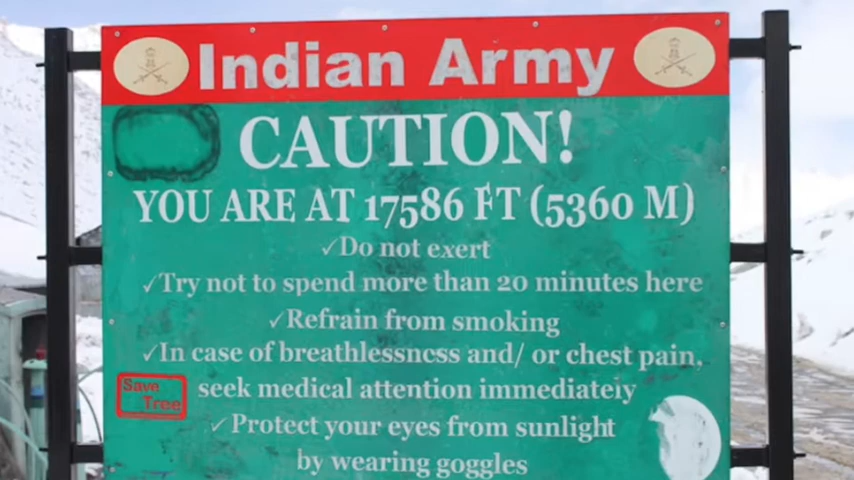 Indian Army
CAUTION!
YOU ARE AT 17586 FT (5360 M)
✓Do not exert
✓Try not to spend more than 20 minutes here
✓Refrain from smoking
✓In case of breathlessness and/ or chest pain,
seek medical attention immediately
Save
Tree
✓Protect your eyes from sunlight
by wearing goggles